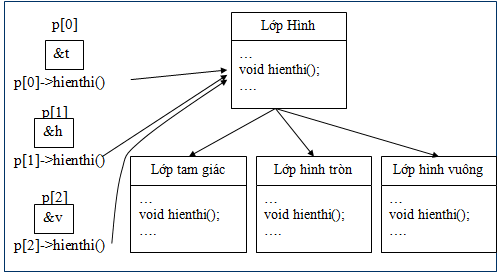 p[0]
&t
p[0]->hienthi()
p[1]
&h
p[1]->hienthi()
p[2]
&v
p[2]->hienthi()
Lớp Hình
…
void hienthi();
….
Lớp tam giác
…
void hienthi();
….
Lớp hình tròn
…
void hienthi();
….
Lớp hình vuông
…
void hienthi();
….